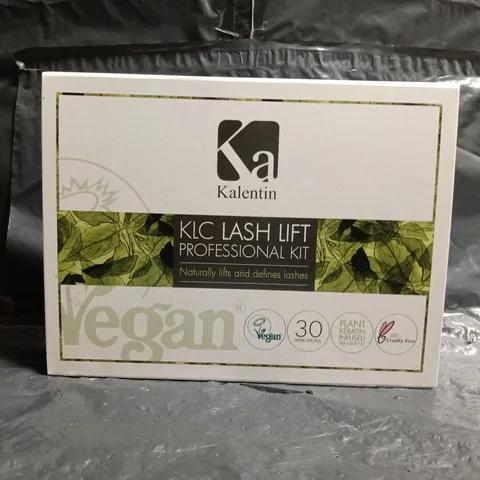 Ka
Kalentin
KLC LASH LIFT
PROFESSIONAL KIT
Naturally lifts and defines lashes
Vegan®
Vegan
30
APPLICATIONS
PLANT
KERATIN
INFUSED
Cruelty-Free